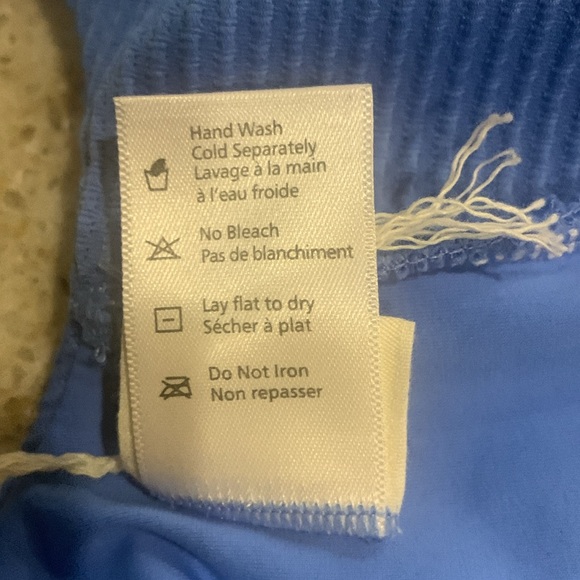 Hand Wash
Cold Separately
Lavage à la main
à l'eau froide
No Bleach
Pas de blanchiment
Lay flat to dry
Sécher à plat
Do Not Iron
Non repasser